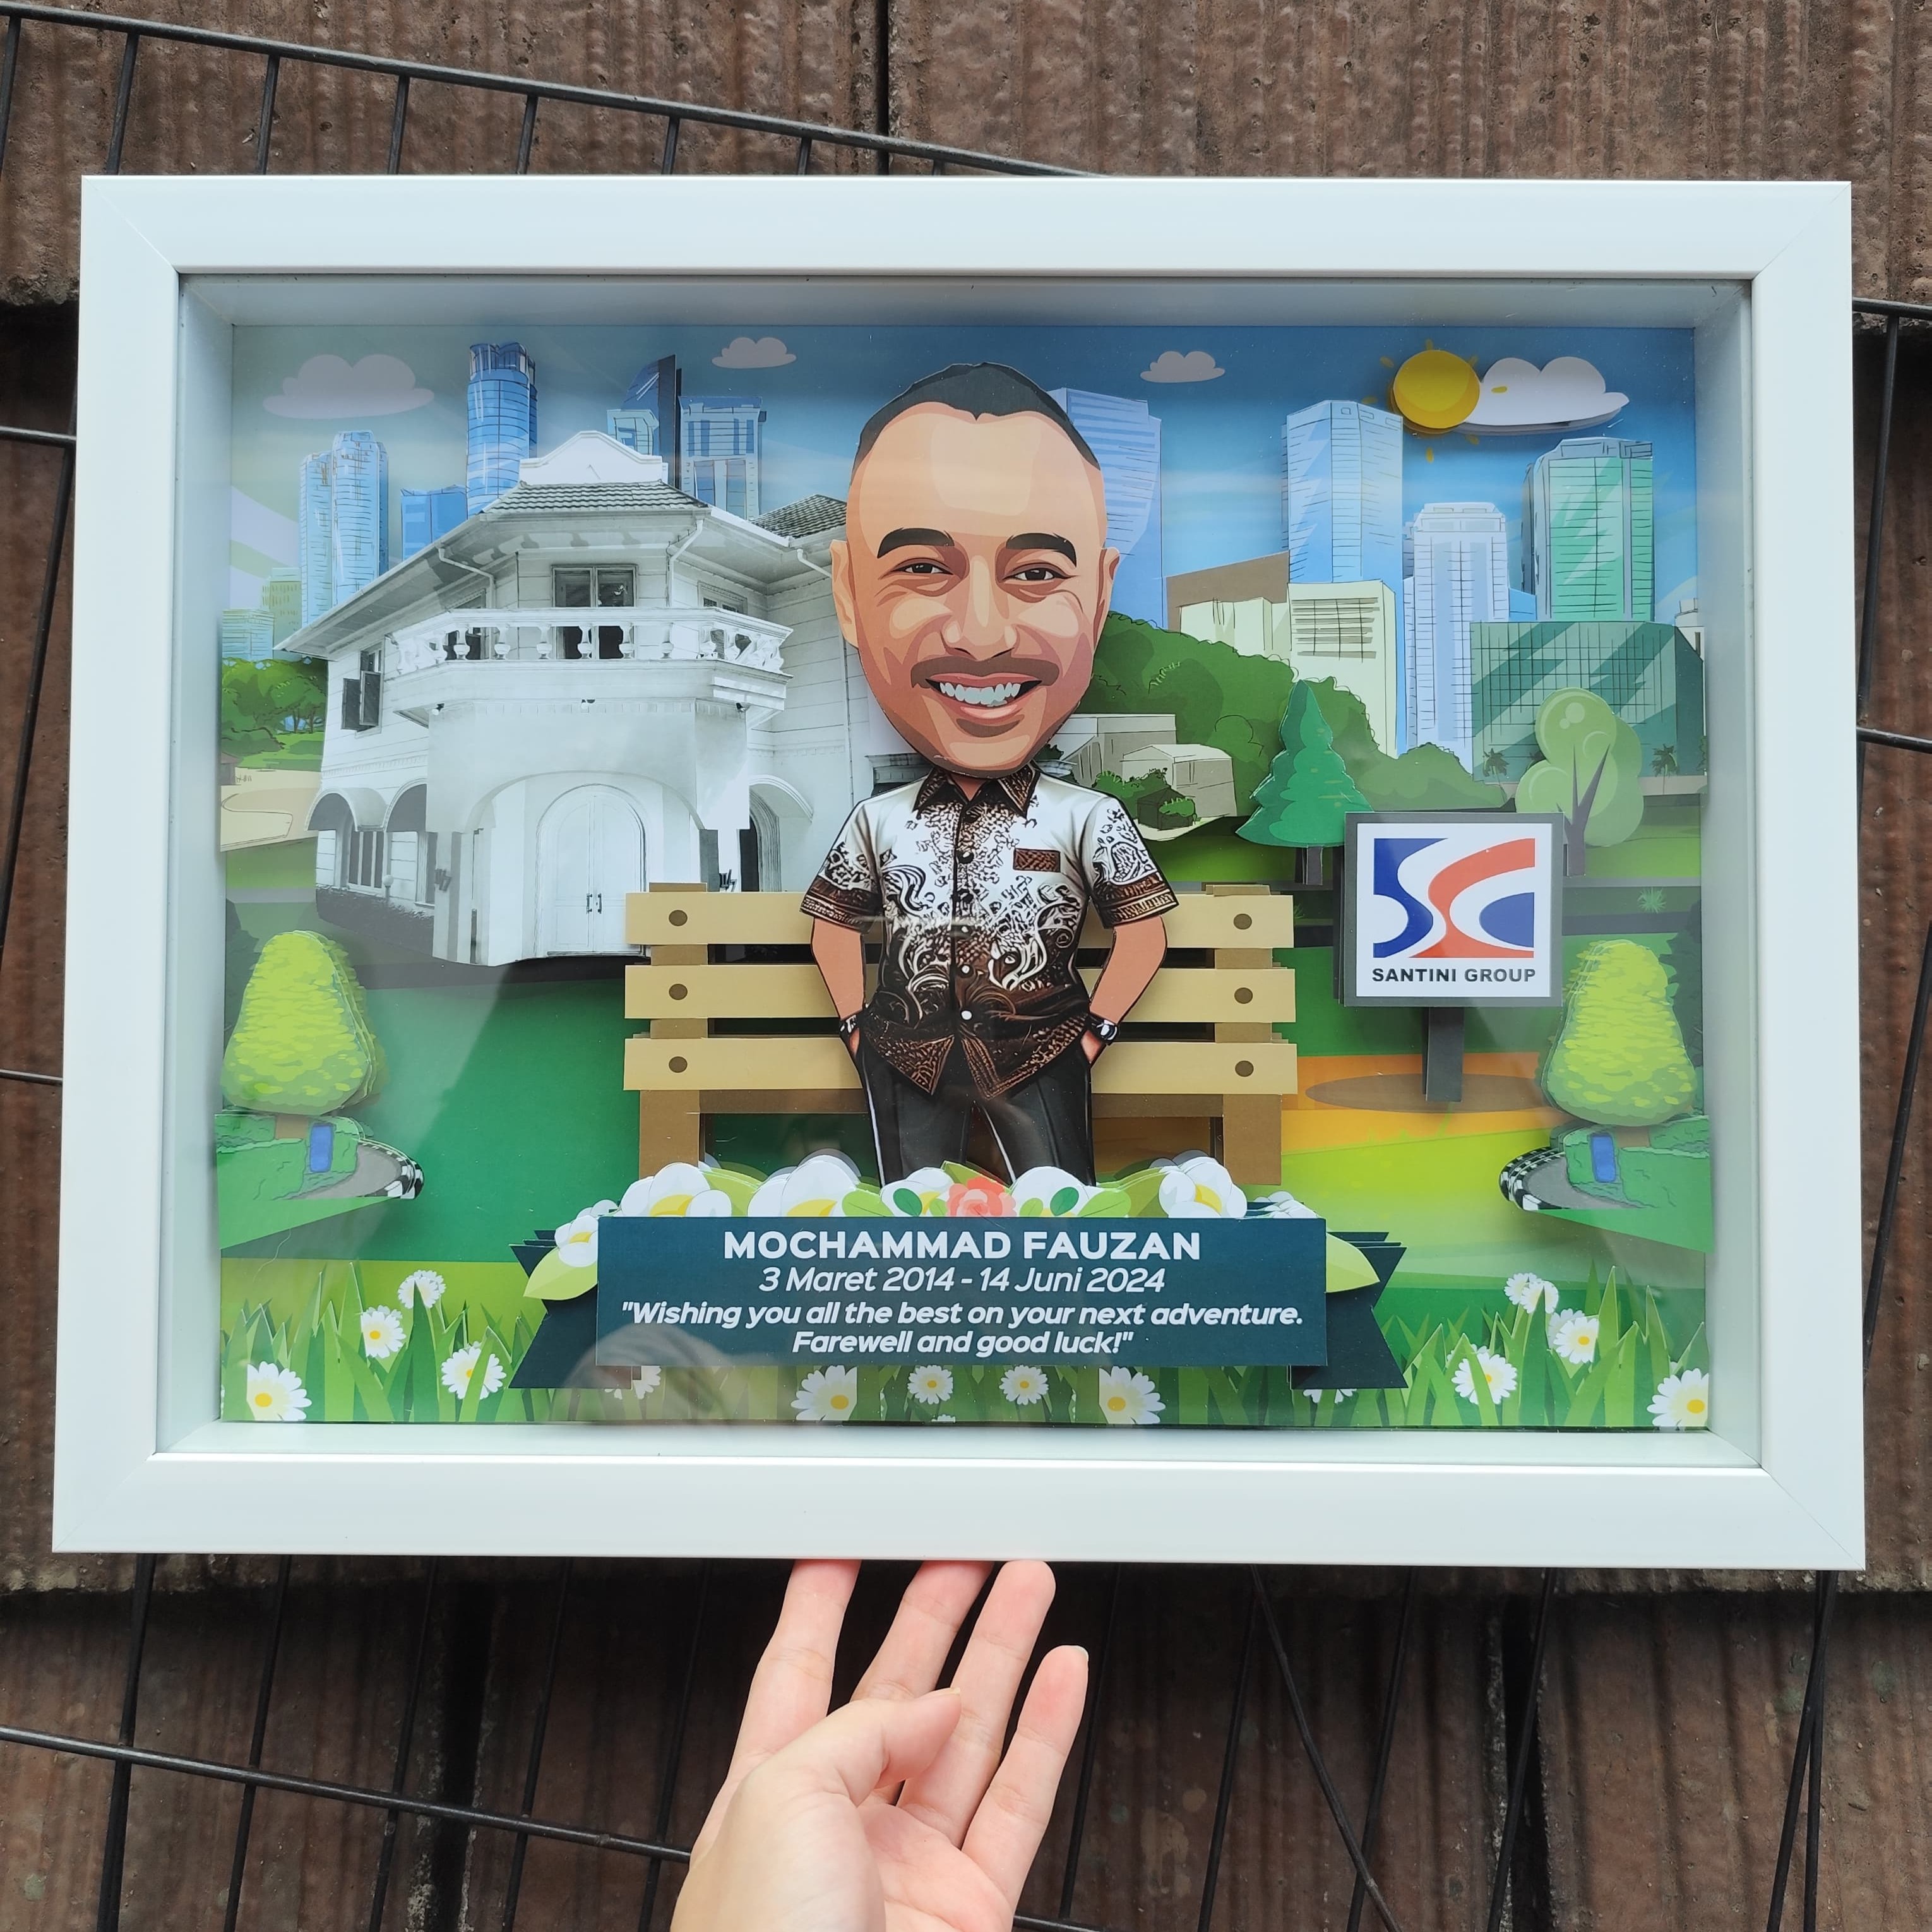 SANTINI GROUP
MOCHAMMAD FAUZAN
3 Maret 2014 - 14 Juni 2024
"Wishing you all the best on your next adventure.
Farewell and good luck!"